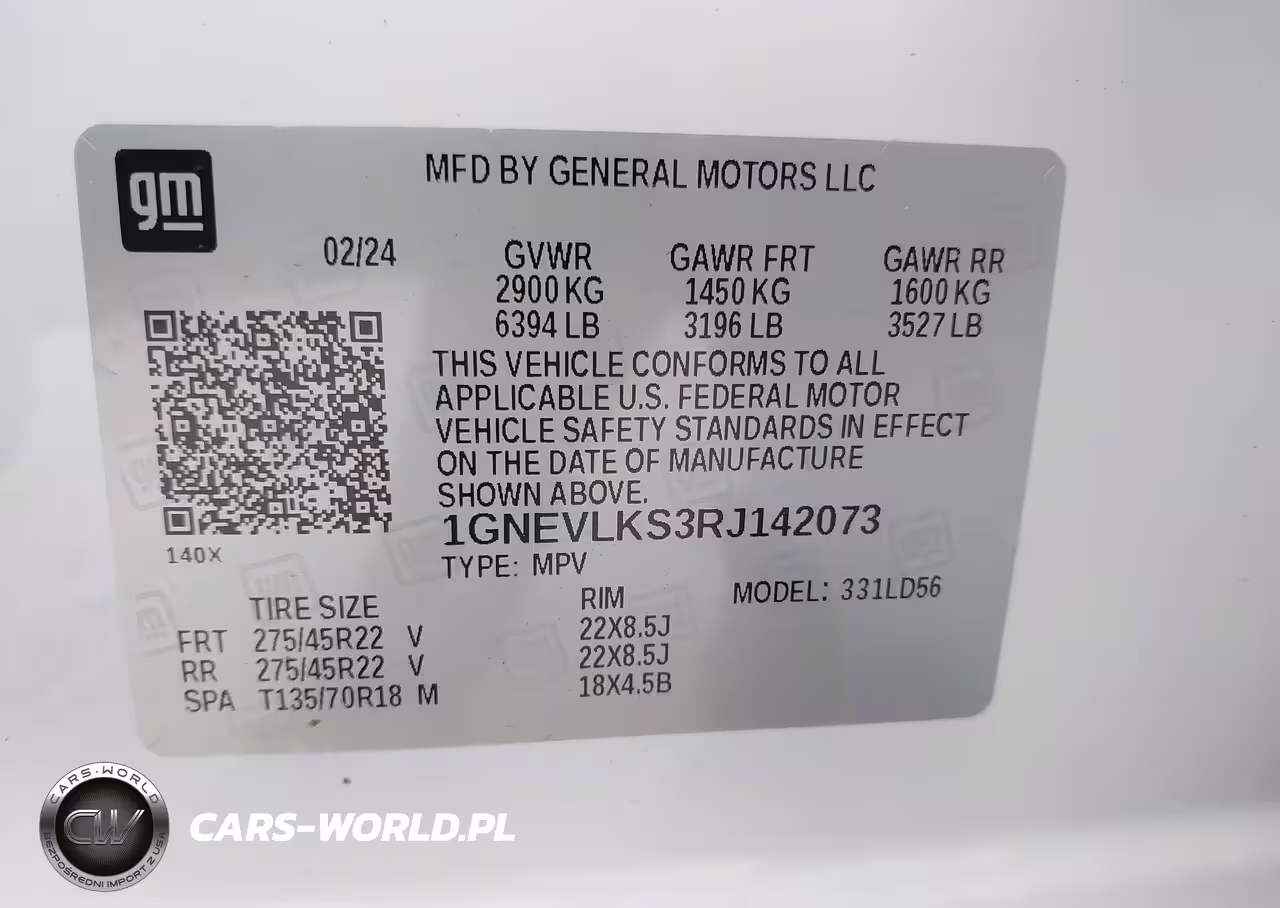 gm
MFD BY GENERAL MOTORS LLC
02/24 GVWR GAWR FRT GAWR RR
2900 KG 1450 KG 1600 KG
6394 LB 3196 LB 3527 LB
THIS VEHICLE CONFORMS TO ALL
APPLICABLE U.S. FEDERAL MOTOR
VEHICLE SAFETY STANDARDS IN EFFECT
ON THE DATE OF MANUFACTURE
SHOWN ABOVE.
1GNEVLKS3RJ142073
140X
TYPE: MPV
MODEL: 331LD56
TIRE SIZE RIM
FRT 275/45R22 V 22X8.5J
RR 275/45R22 V 22X8.5J
SPA T135/70R18 M 18X4.5B
CARS-WORLD
CW
BEZPOŚREDNI IMPORT Z USA
CARS-WORLD.PL